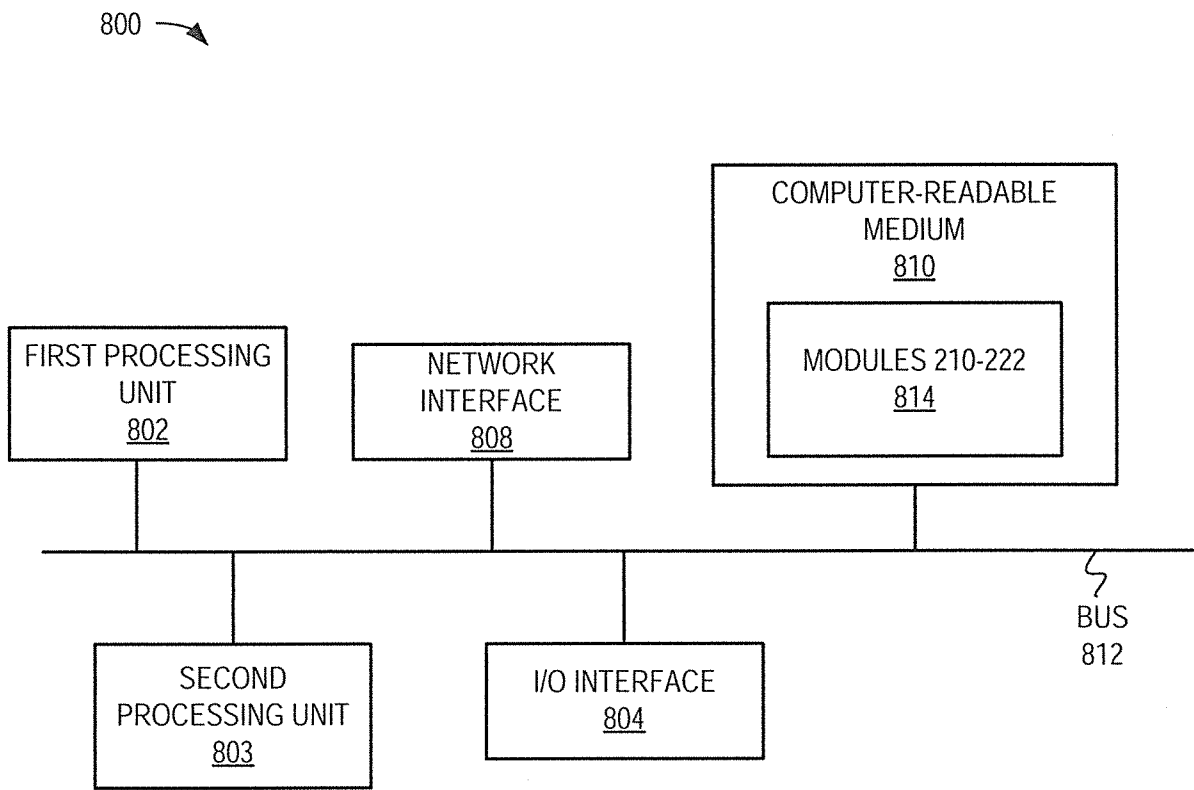 800
COMPUTER-READABLE
MEDIUM
810
MODULES 210-222
814
FIRST PROCESSING
UNIT
802
NETWORK
INTERFACE
808
BUS
812
SECOND
PROCESSING UNIT
803
I/O INTERFACE
804